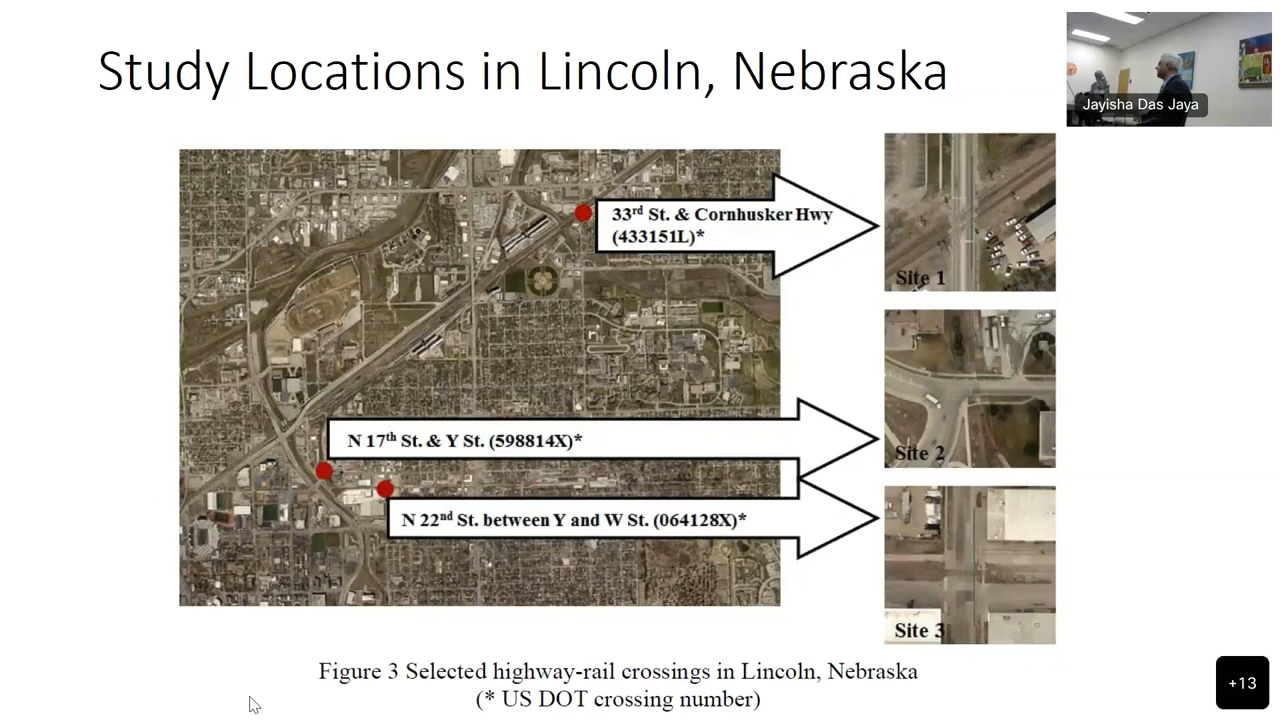 Study Locations in Lincoln, Nebraska
Jayisha Das Jaya
33rd St. & Cornhusker Hwy
(433151L)*
Site 1
N 17th St. & Y St. (598814X)*
Site 2
N 22nd St. between Y and W St. (064128X)*
Site 3
Figure 3 Selected highway-rail crossings in Lincoln, Nebraska
(* US DOT crossing number)
+13